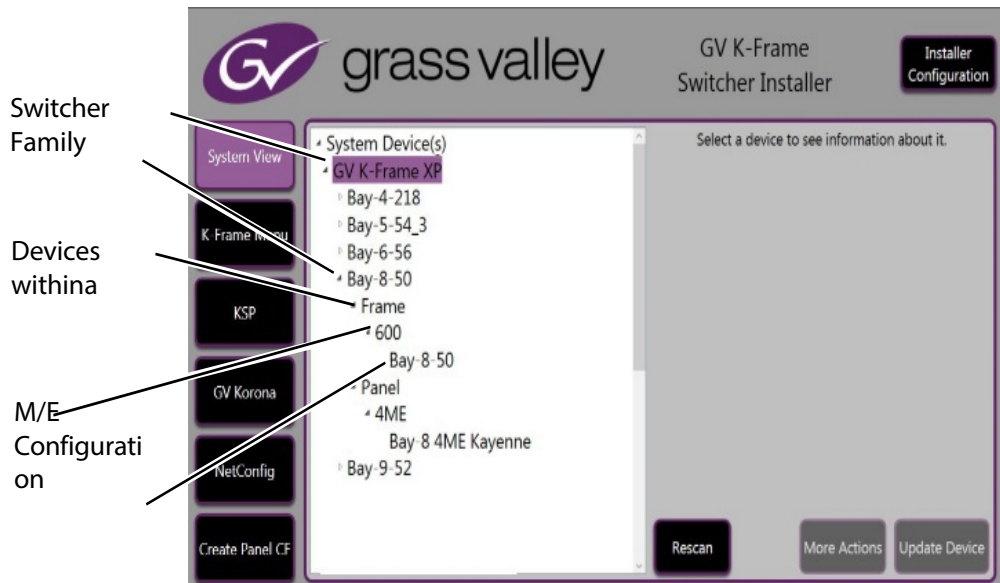 GV
grass valley
GV K-Frame
Switcher Installer
Installer
Configuration
Switcher
Family
Devices
withina
M/E
Configurati
on
System View
K-Frame Menu
KSP
GV Korona
NetConfig
Create Panel CF
System Device(s)
GV K-Frame XP
Bay-4-218
Bay-5-54_3
Bay-6-56
Bay-8-50
Frame
600
Bay-8-50
Panel
4ME
Bay-8 4ME Kayenne
Bay-9-52
Select a device to see information about it.
Rescan
More Actions
Update Device